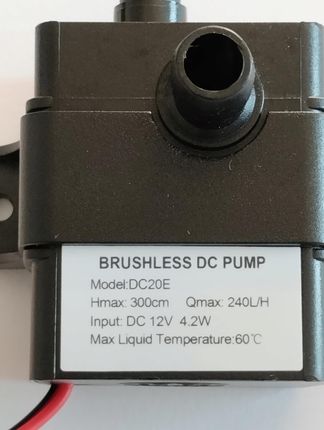 BRUSHLESS DC PUMP
Model:DC20E
Hmax: 300cm Qmax: 240L/H
Input: DC 12V 4.2W
Max Liquid Temperature:60℃